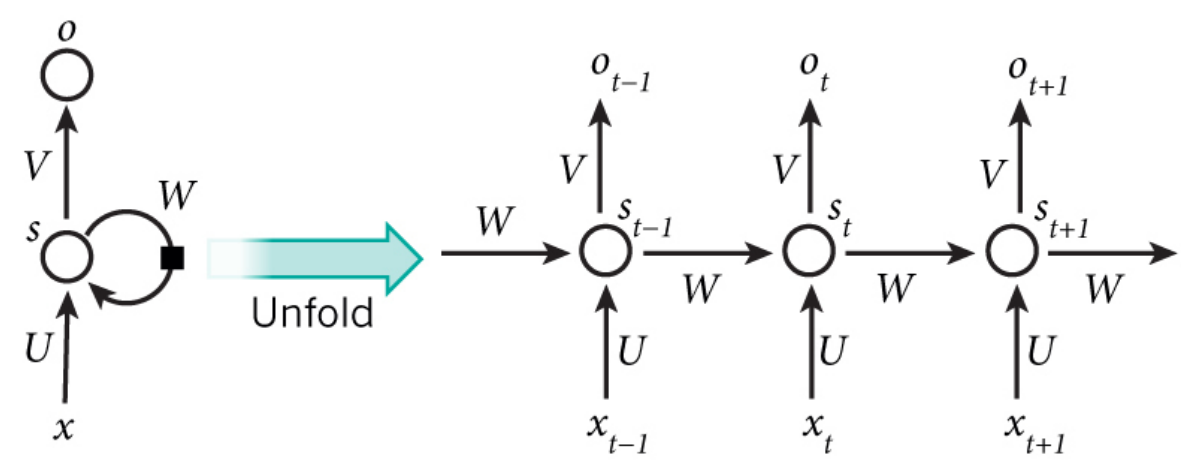 o
V
W
s
U
x
Unfold
o t−1
o t
o t+1
V
V
V
W
s t−1
s t
s t+1
W
W
W
U
U
U
x t−1
x t
x t+1